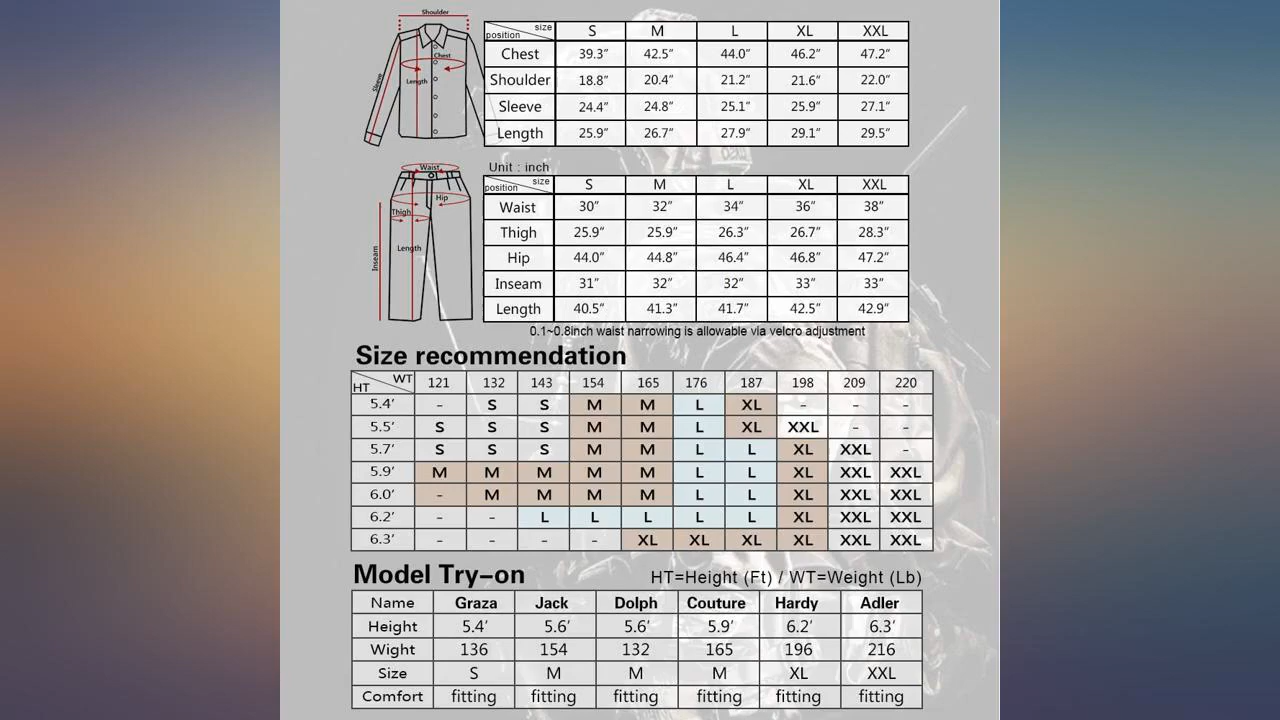 Shoulder
Chest
Length
Sleeve
size
position S M L XL XXL
Chest 39.3" 42.5" 44.0" 46.2" 47.2"
Shoulder 18.8" 20.4" 21.2" 21.6" 22.0"
Sleeve 24.4" 24.8" 25.1" 25.9" 27.1"
Length 25.9" 26.7" 27.9" 29.1" 29.5"
Unit : inch
Waist
Hip
Thigh
Length
Inseam
size
position S M L XL XXL
Waist 30" 32" 34" 36" 38"
Thigh 25.9" 25.9" 26.3" 26.7" 28.3"
Hip 44.0" 44.8" 46.4" 46.8" 47.2"
Inseam 31" 32" 32" 33" 33"
Length 40.5" 41.3" 41.7" 42.5" 42.9"
0.1~0.8inch waist narrowing is allowable via velcro adjustment
Size recommendation
HT WT 121 132 143 154 165 176 187 198 209 220
5.4' - S S M M L XL - - -
5.5' S S S M M L XL XXL - -
5.7' S S S M M L L XL XXL -
5.9' M M M M M L L XL XXL XXL
6.0' - M M M M L L XL XXL XXL
6.2' - - L L L L L XL XXL XXL
6.3' - - - - XL XL XL XL XXL XXL
Model Try-on HT=Height (Ft) / WT=Weight (Lb)
Name Graza Jack Dolph Couture Hardy Adler
Height 5.4' 5.6' 5.6' 5.9' 6.2' 6.3'
Wight 136 154 132 165 196 216
Size S M M M XL XXL
Comfort fitting fitting fitting fitting fitting fitting